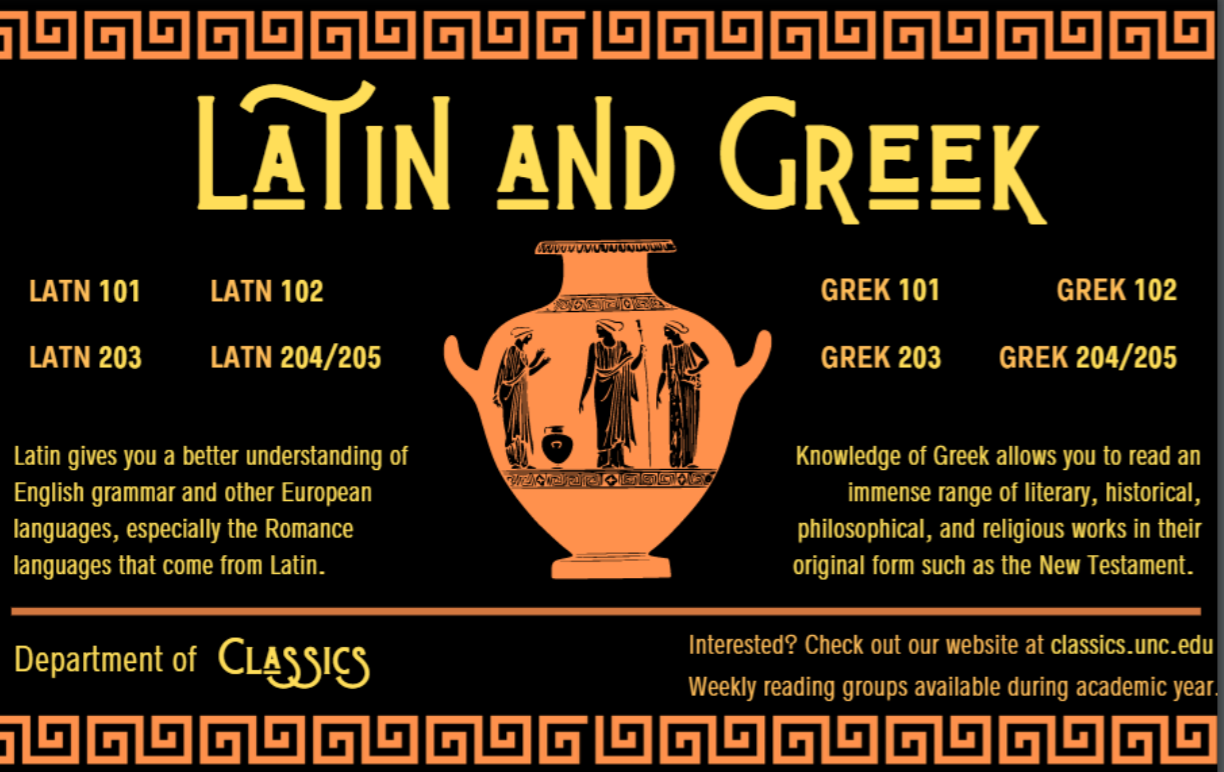 LATIN AND GREEK
LATN 101
LATN 102
LATN 203
LATN 204/205
GREK 101
GREK 102
GREK 203
GREK 204/205
Latin gives you a better understanding of
English grammar and other European
languages, especially the Romance
languages that come from Latin.
Knowledge of Greek allows you to read an
immense range of literary, historical,
philosophical, and religious works in their
original form such as the New Testament.
Department of CLASSICS
Interested? Check out our website at classics.unc.edu
Weekly reading groups available during academic year.